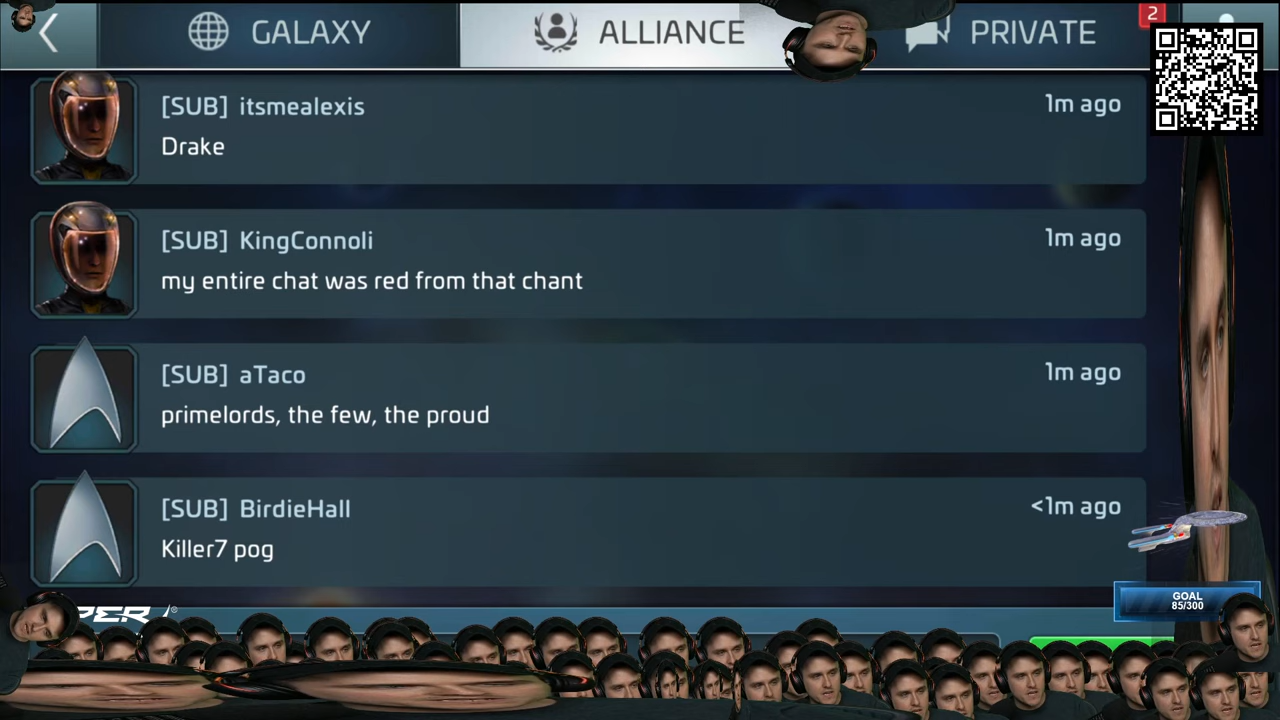 GALAXY
ALLIANCE
PRIVATE
2
[SUB] itsmealexis
1m ago
Drake
[SUB] KingConnoli
1m ago
my entire chat was red from that chant
[SUB] aTaco
1m ago
primelords, the few, the proud
[SUB] BirdieHall
<1m ago
Killer7 pog
GOAL
85/300